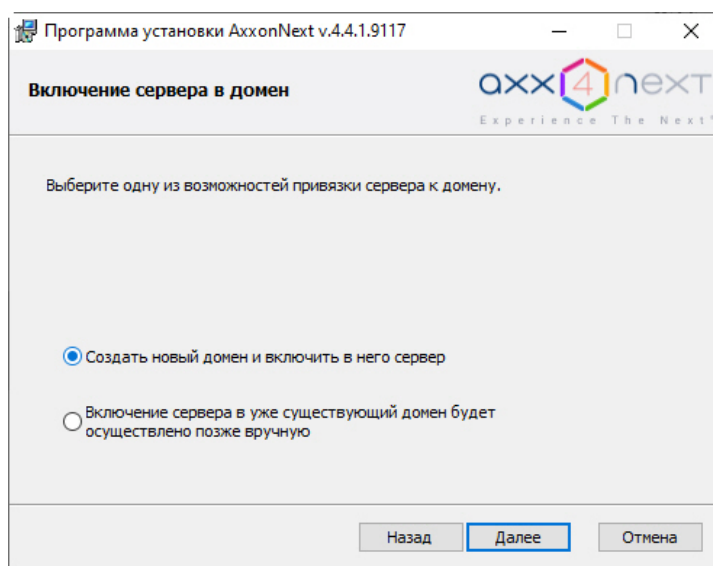 Программа установки AxxonNext v.4.4.1.9117
Включение сервера в домен
axx4next
Experience The Next
Выберите одну из возможностей привязки сервера к домену.
Создать новый домен и включить в него сервер
Включение сервера в уже существующий домен будет
осуществлено позже вручную
Назад Далее Отмена